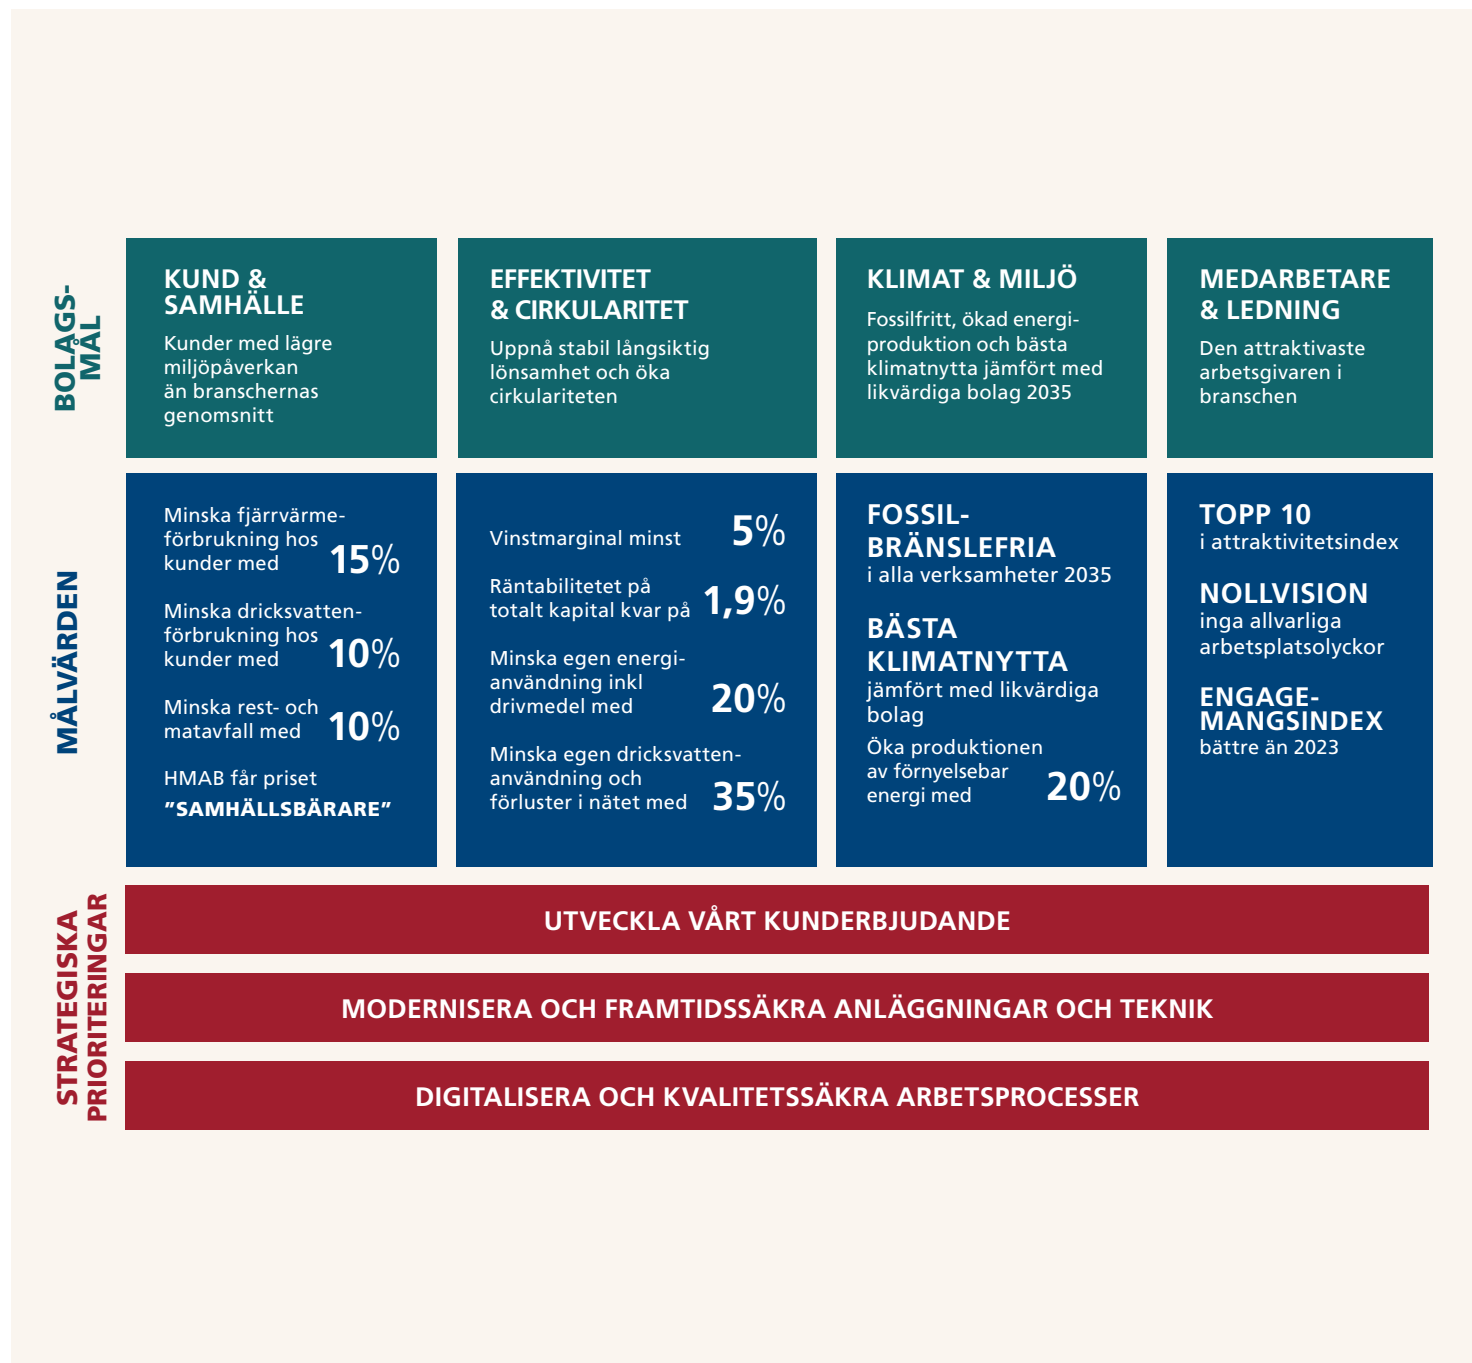 BOLAGS-
MÅL
KUND &
SAMHÄLLE
Kunder med lägre
miljöpåverkan
än branschernas
genomsnitt
EFFEKTIVITET
& CIRKULARITET
Uppnå stabil långsiktig
lönsamhet och öka
cirkulariteten
KLIMAT & MILJÖ
Fossilfritt, ökad energi-
produktion och bästa
klimatnytta jämfört med
likvärdiga bolag 2035
MEDARBETARE
& LEDNING
Den attraktivaste
arbetsgivaren i
branschen
MÅLVÄRDEN
Minska fjärrvärme-
förbrukning hos
kunder med 15%
Minska dricksvatten-
förbrukning hos
kunder med 10%
Minska rest- och
matavfall med 10%
HMAB får priset
”SAMHÄLLSBÄRARE”
Vinstmarginal minst 5%
Räntabilitetet på
totalt kapital kvar på 1,9%
Minska egen energi-
användning inkl
drivmedel med 20%
Minska egen dricksvatten-
användning och
förluster i nätet med 35%
FOSSIL-
BRÄNSLEFRIA
i alla verksamheter 2035
BÄSTA
KLIMATNYTTA
jämfört med likvärdiga
bolag
Öka produktionen
av förnyelsebar
energi med 20%
TOPP 10
i attraktivitetsindex
NOLLVISION
inga allvarliga
arbetsplatsolyckor
ENGAGE-
MANGSINDEX
bättre än 2023
STRATEGISKA
PRIORITERINGAR
UTVECKLA VÅRT KUNDERBJUDANDE
MODERNISERA OCH FRAMTIDSSÄKRA ANLÄGGNINGAR OCH TEKNIK
DIGITALISERA OCH KVALITETSSÄKRA ARBETSPROCESSER